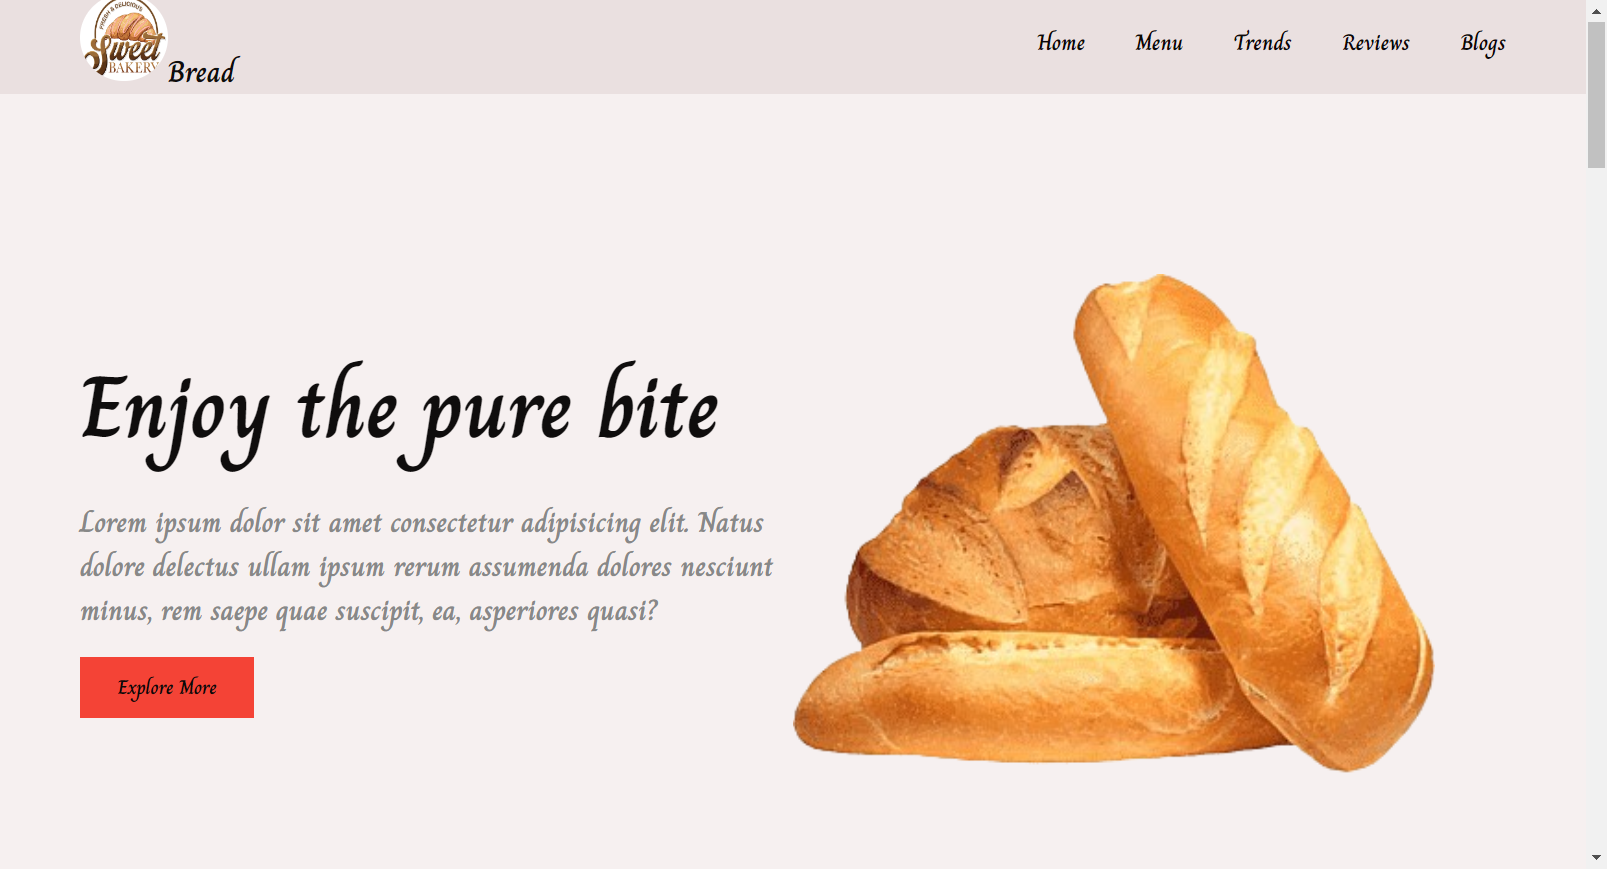 FRESH & DELICIOUS
Sweet
BAKERY
Bread
Home Menu Trends Reviews Blogs
Enjoy the pure bite
Lorem ipsum dolor sit amet consectetur adipisicing elit. Natus
dolore delectus ullam ipsum rerum assumenda dolores nesciunt
minus, rem saepe quae suscipit, ea, asperiores quasi?
Explore More